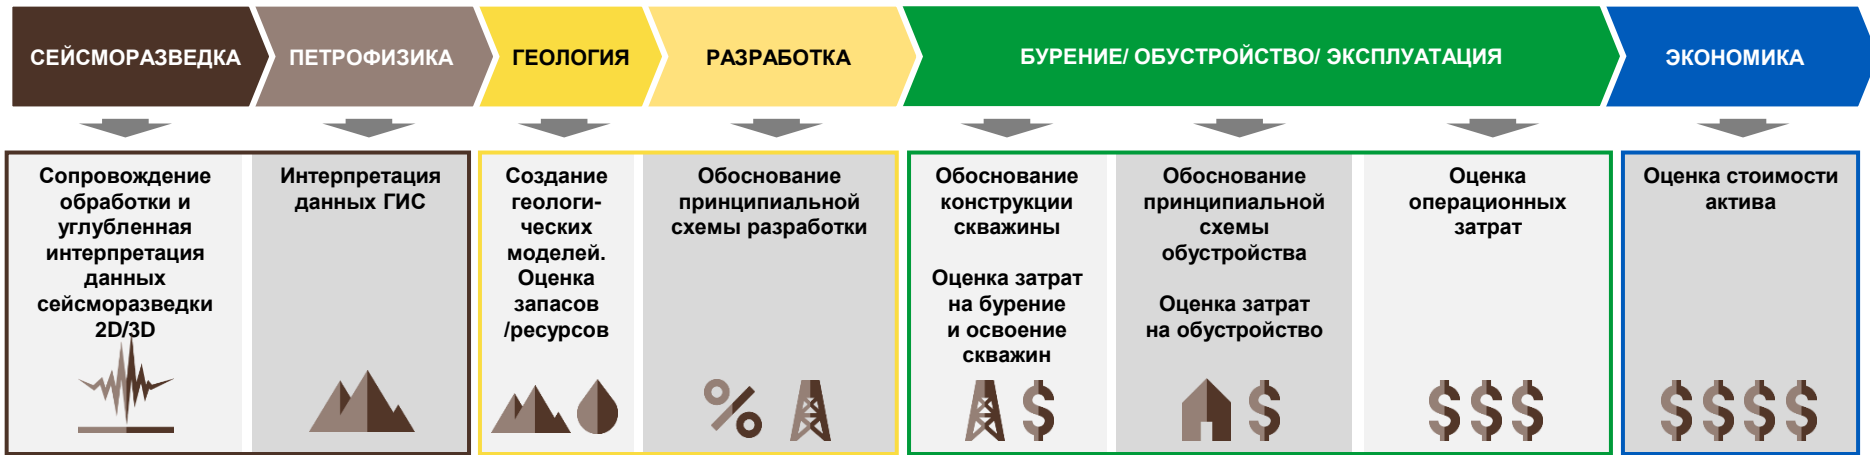 СЕЙСМОРАЗВЕДКА
ПЕТРОФИЗИКА
ГЕОЛОГИЯ
РАЗРАБОТКА
БУРЕНИЕ/ ОБУСТРОЙСТВО/ ЭКСПЛУАТАЦИЯ
ЭКОНОМИКА
Сопровождение
обработки и
углубленная
интерпретация
данных
сейсморазведки
2D/3D
Интерпретация
данных ГИС
Создание
геологи-
ческих
моделей.
Оценка
запасов
/ресурсов
Обоснование
принципиальной
схемы разработки
Обоснование
конструкции
скважины
Оценка затрат
на бурение
и освоение
скважин
Обоснование
принципиальной
схемы
обустройства
Оценка затрат
на обустройство
Оценка
операционных
затрат
Оценка стоимости
актива